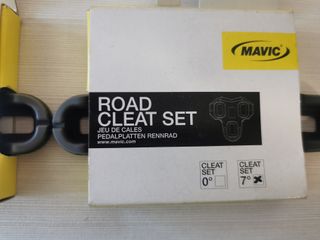 MAVIC
ROAD
CLEAT SET
JEU DE CALES
PEDALPLATTEN RENNRAD
www.mavic.com
CLEAT
SET
0°
CLEAT
SET
7°